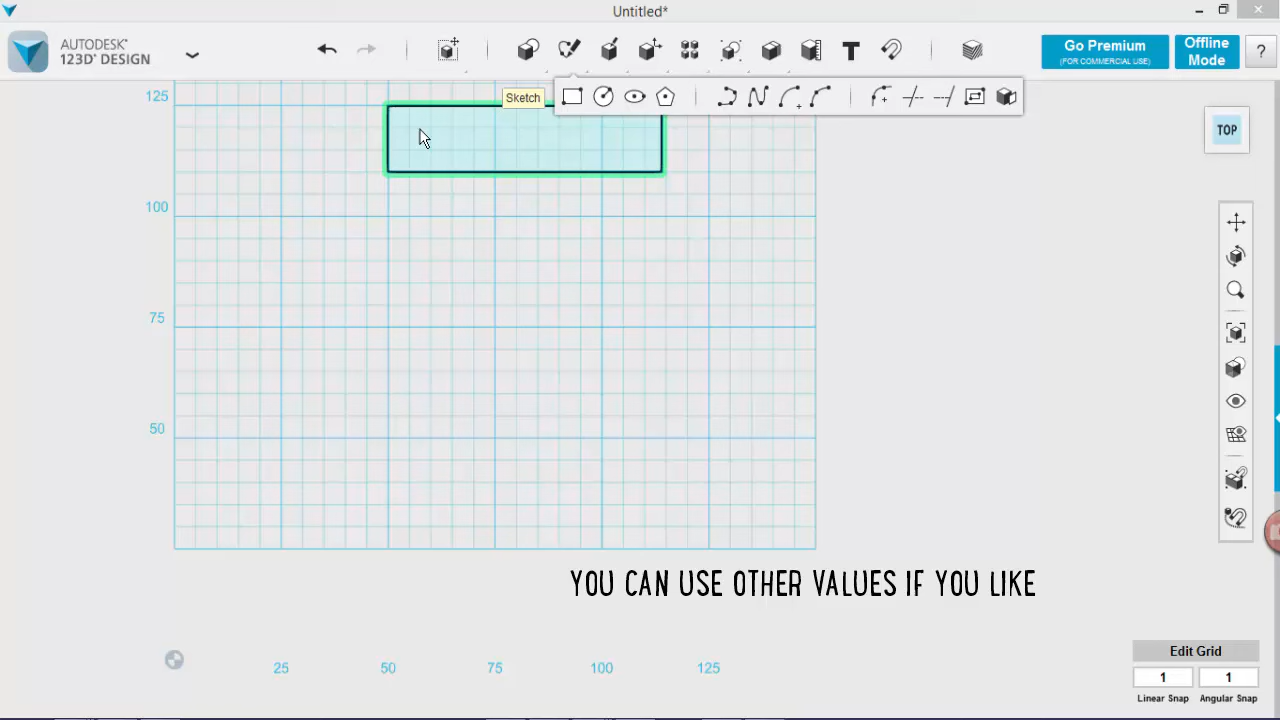 Untitled*
AUTODESK®
123D® DESIGN
Go Premium
(FOR COMMERCIAL USE)
Offline
Mode
?
Sketch
TOP
125
100
75
50
YOU CAN USE OTHER VALUES IF YOU LIKE
25
50
75
100
125
Edit Grid
1
1
Linear Snap
Angular Snap